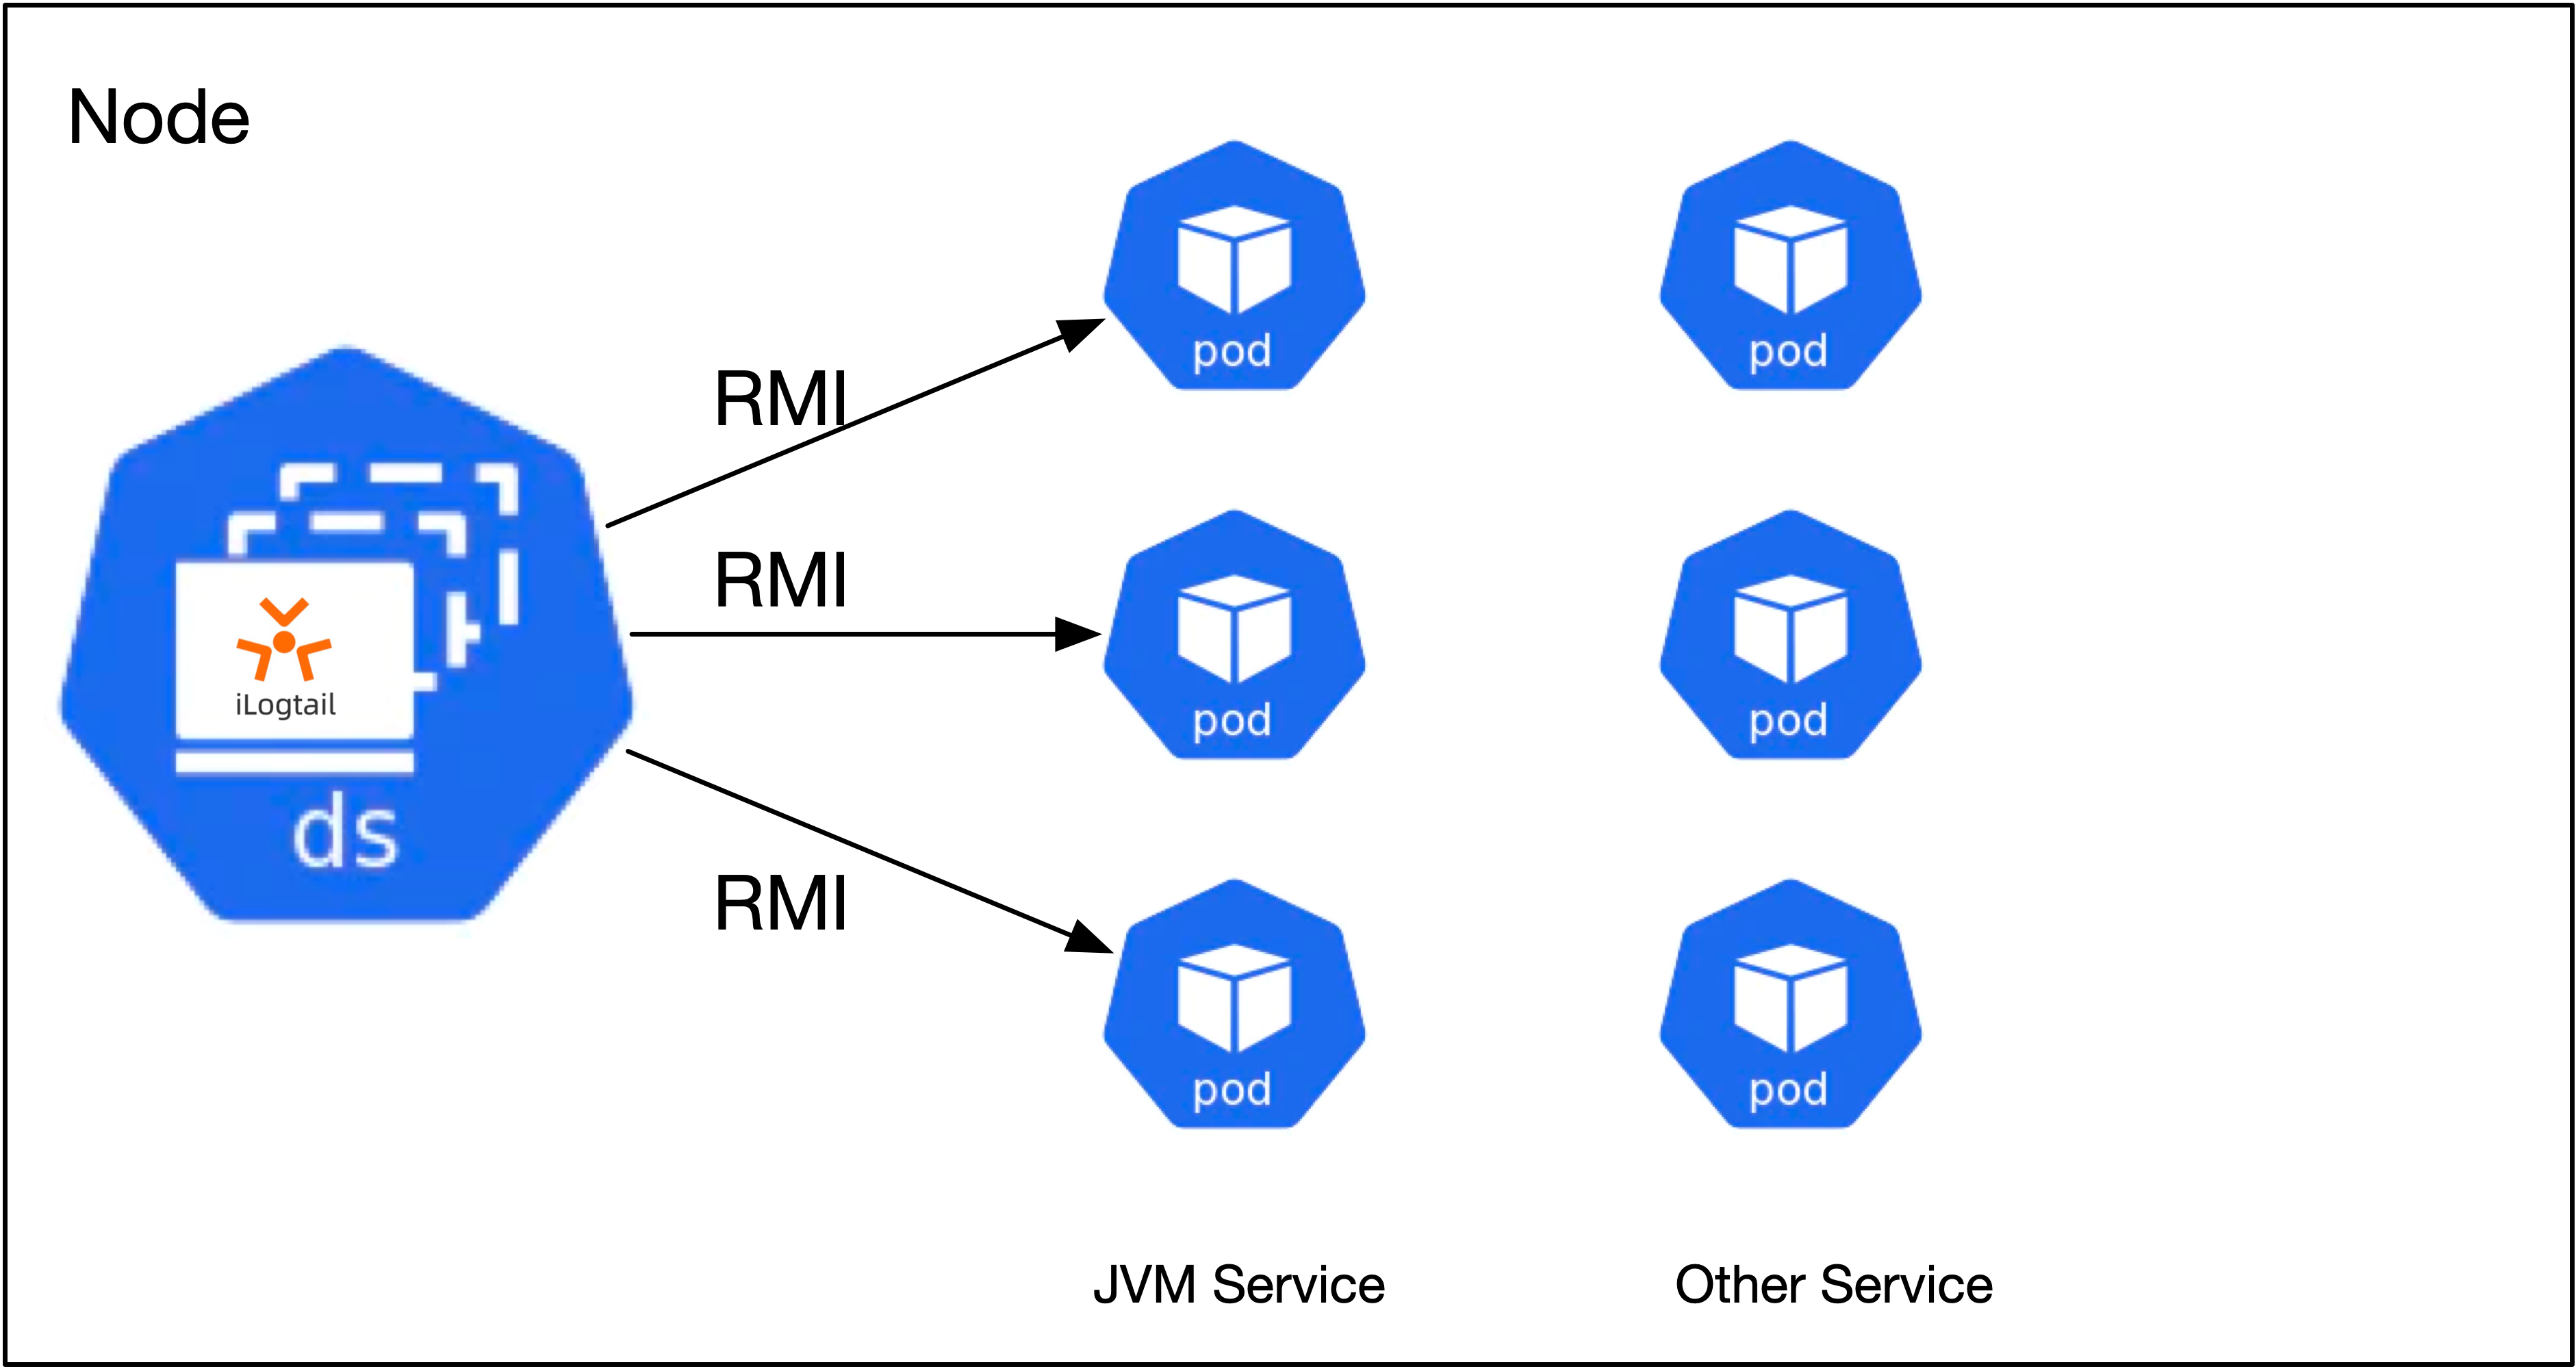 Node
RMI
RMI
RMI
iLogtail
ds
pod
pod
pod
pod
pod
pod
JVM Service
Other Service